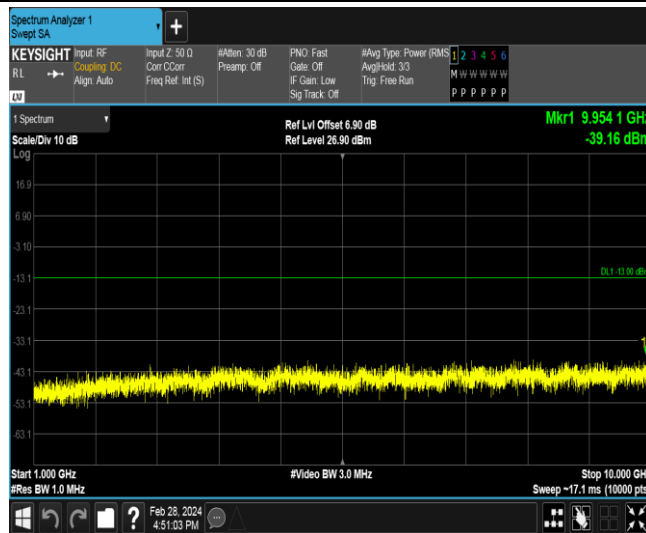 Spectrum Analyzer 1
Swept SA
+
KEYSIGHT
RL
LXI
Input: RF
Coupling: DC
Align: Auto
Input Z: 50 Ω
Corr CCorr
Freq Ref: Int (S)
#Atten: 30 dB
Preamp: Off
PNO: Fast
Gate: Off
IF Gain: Low
Sig Track: Off
#Avg Type: Power (RMS
Avg|Hold: 3/3
Trig: Free Run
1 2 3 4 5 6
M W W W W W
P P P P P P
1 Spectrum
Scale/Div 10 dB
Log
Ref Lvl Offset 6.90 dB
Ref Level 26.90 dBm
Mkr1 9.954 1 GHz
-39.16 dBm
16.9
6.90
-3.10
-13.1
DL1 -13.00 dBm
-23.1
-33.1
1
-43.1
-53.1
-63.1
Start 1.000 GHz
#Res BW 1.0 MHz
#Video BW 3.0 MHz
Stop 10.000 GH
Sweep ~17.1 ms (10000 pts
?
Feb 28, 2024
4:51:03 PM